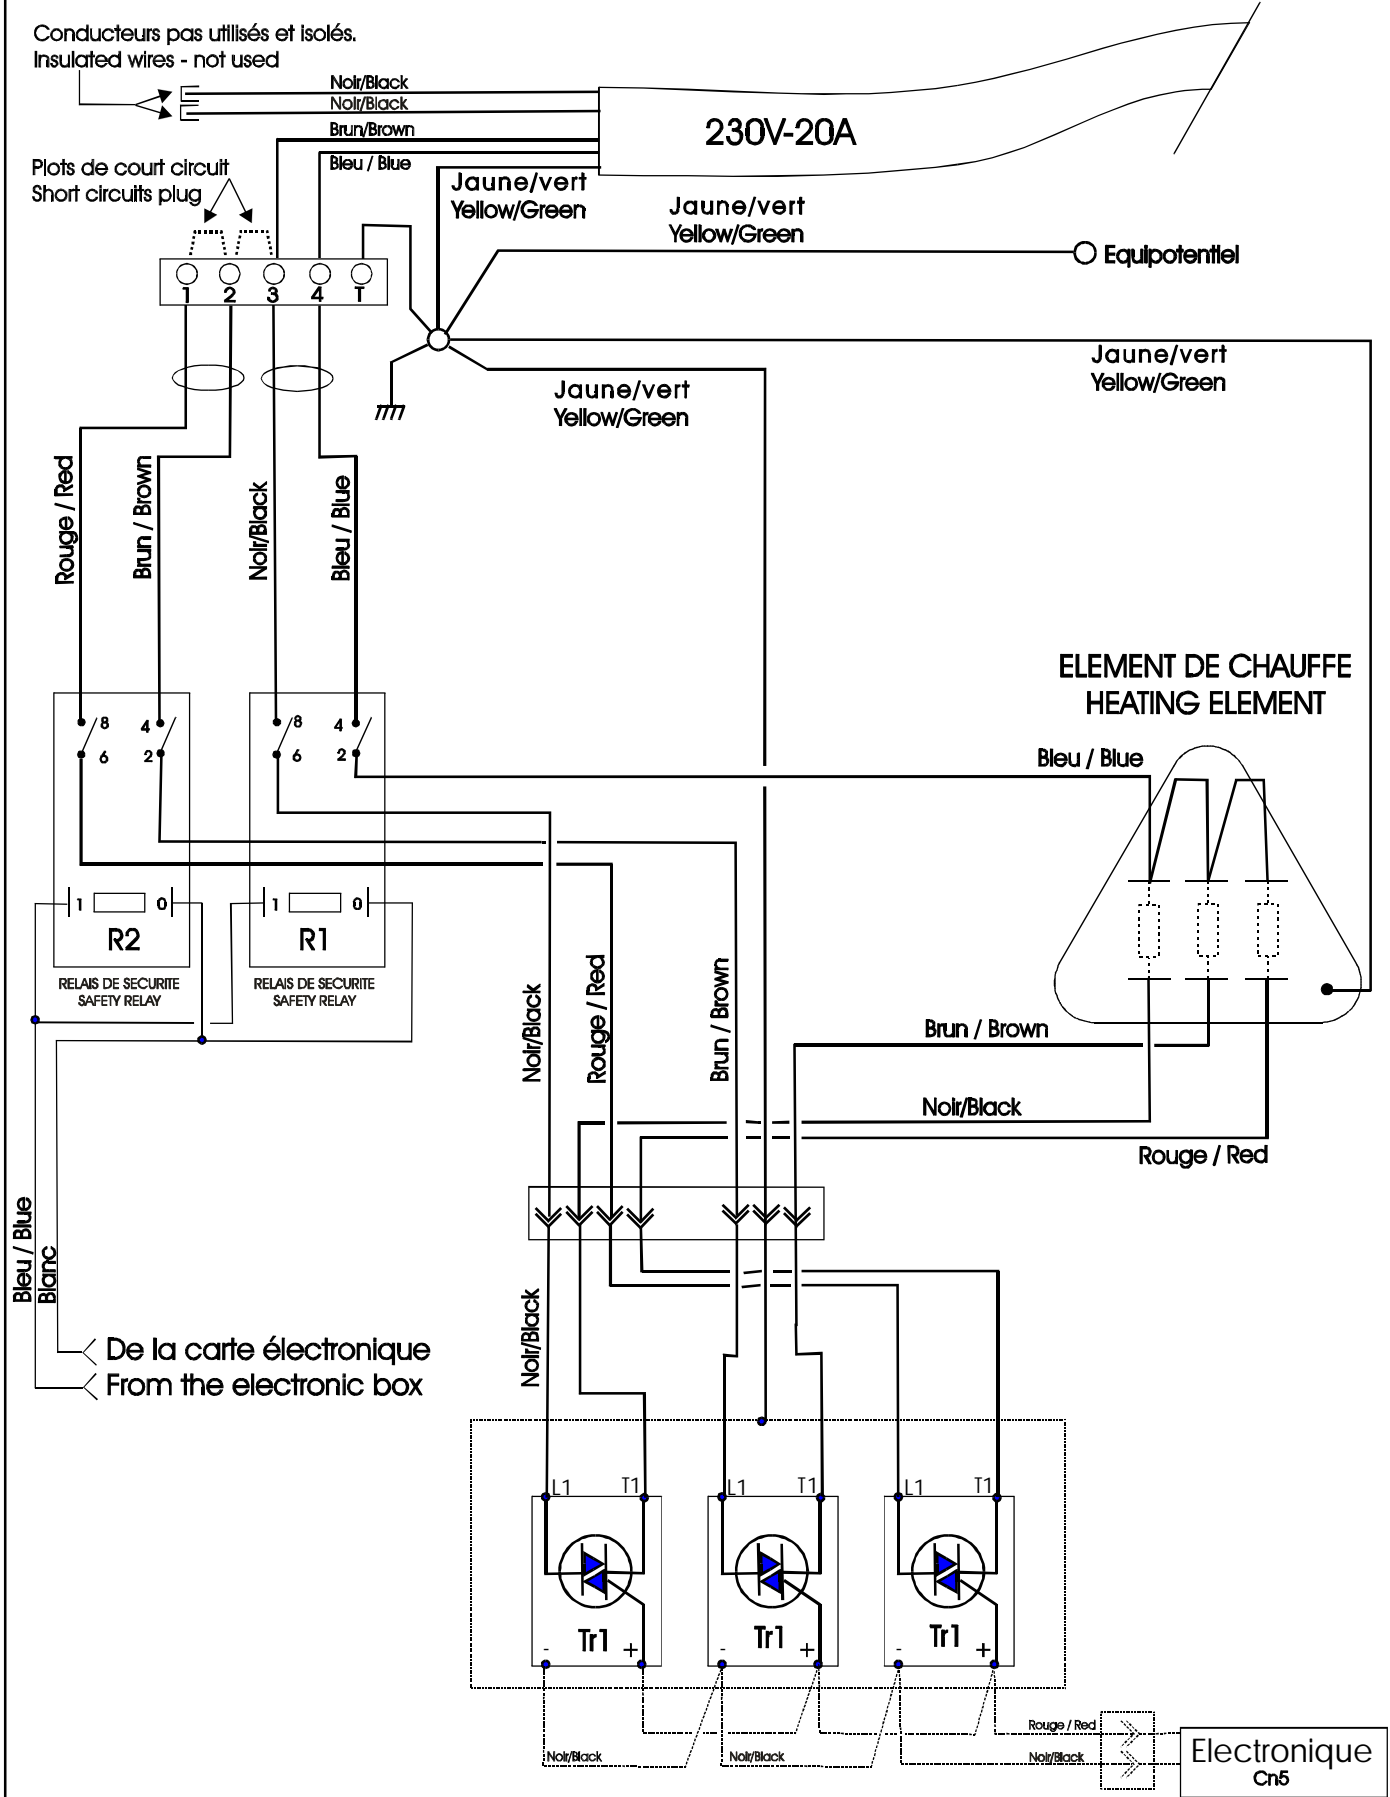 Conducteurs pas utilisés et isolés.
Insulated wires - not used
Noir/Black
Noir/Black
Brun/Brown
Bleu / Blue
230V-20A
Plots de court circuit
Short circuits plug
Jaune/vert
Yellow/Green
Jaune/vert
Yellow/Green
Equipotentiel
1 2 3 4 T
Jaune/vert
Yellow/Green
Jaune/vert
Yellow/Green
Rouge / Red
Brun / Brown
Noir/Black
Bleu / Blue
ELEMENT DE CHAUFFE
HEATING ELEMENT
Bleu / Blue
8 4 8 4
6 2 6 2
1 0 1 0
R2 R1
RELAIS DE SECURITE
SAFETY RELAY
RELAIS DE SECURITE
SAFETY RELAY
Noir/Black
Rouge / Red
Brun / Brown
Brun / Brown
Noir/Black
Rouge / Red
Bleu / Blue
Blanc
Noir/Black
De la carte électronique
From the electronic box
L1 T1 L1 T1 L1 T1
Tr1 Tr1 Tr1
- + - + - +
Noir/Black
Noir/Black
Rouge / Red
Noir/Black
Electronique
Cn5